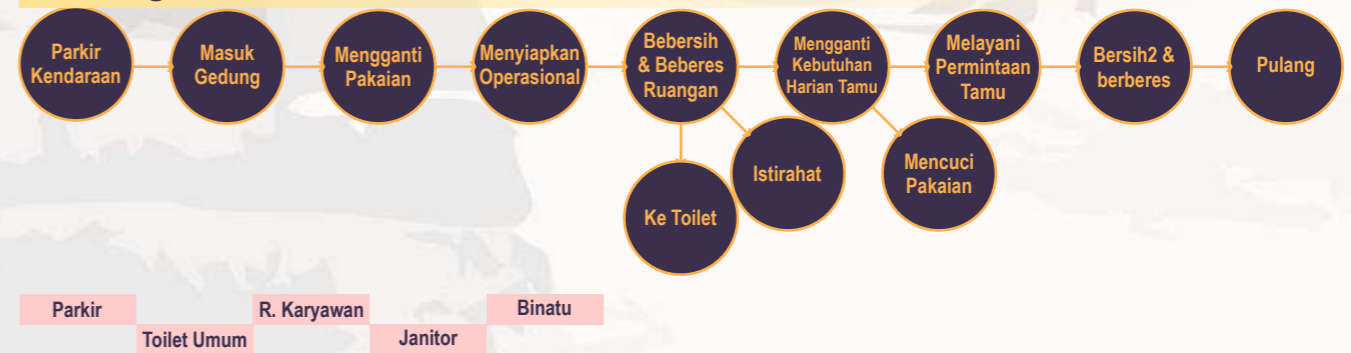 Parkir
Kendaraan
Masuk
Gedung
Mengganti
Pakaian
Menyiapkan
Operasional
Bebersih
& Beberes
Ruangan
Mengganti
Kebutuhan
Harian Tamu
Melayani
Permintaan
Tamu
Bersih2 &
berberes
Pulang
Ke Toilet
Istirahat
Mencuci
Pakaian
Parkir
R. Karyawan
Binatu
Toilet Umum
Janitor